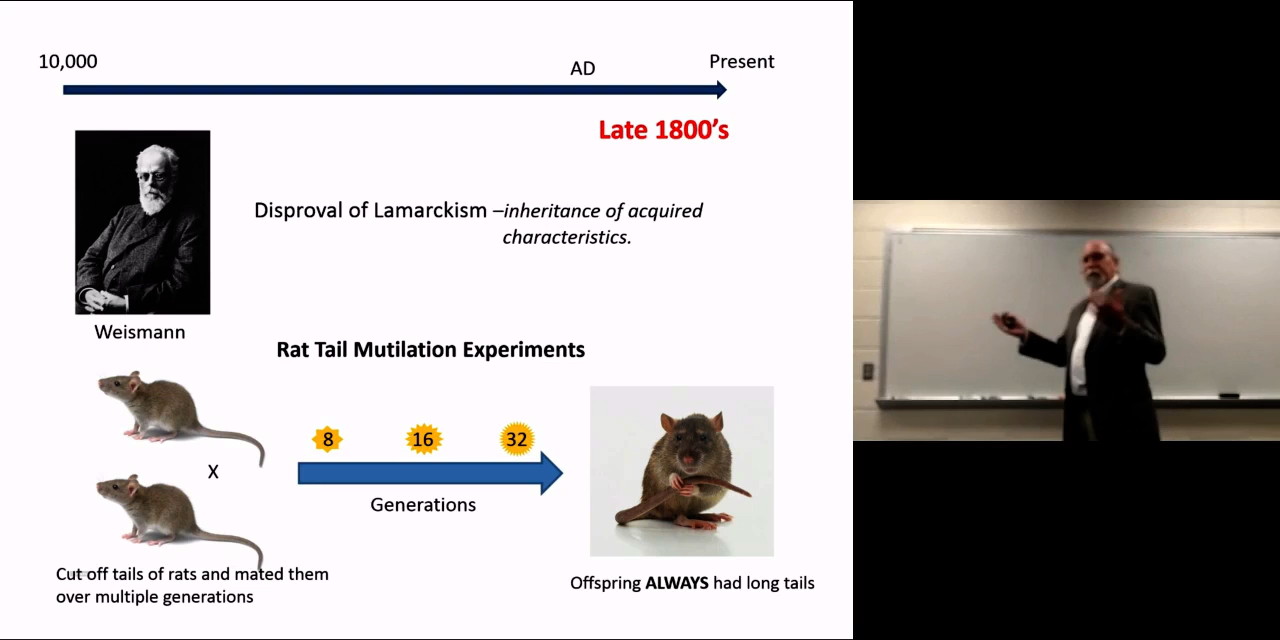 10,000
AD
Present
Late 1800's
Disproval of Lamarckism –inheritance of acquired
characteristics.
Weismann
Rat Tail Mutilation Experiments
8
16
32
X
Generations
Cut off tails of rats and mated them
over multiple generations
Offspring ALWAYS had long tails